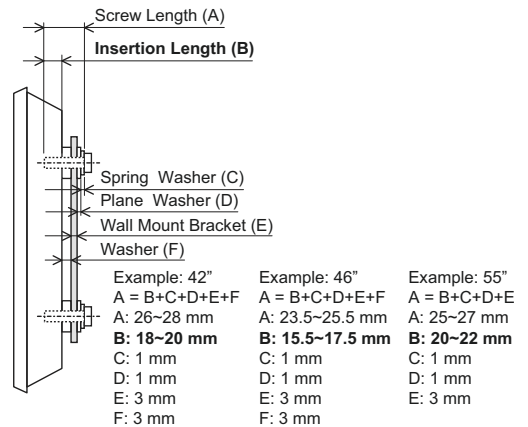 Screw Length (A)
Insertion Length (B)
Spring Washer (C)
Plane Washer (D)
Wall Mount Bracket (E)
Washer (F)
Example: 42”
A = B+C+D+E+F
A: 26~28 mm
B: 18~20 mm
C: 1 mm
D: 1 mm
E: 3 mm
F: 3 mm
Example: 46”
A = B+C+D+E+F
A: 23.5~25.5 mm
B: 15.5~17.5 mm
C: 1 mm
D: 1 mm
E: 3 mm
F: 3 mm
Example: 55”
A = B+C+D+E
A: 25~27 mm
B: 20~22 mm
C: 1 mm
D: 1 mm
E: 3 mm